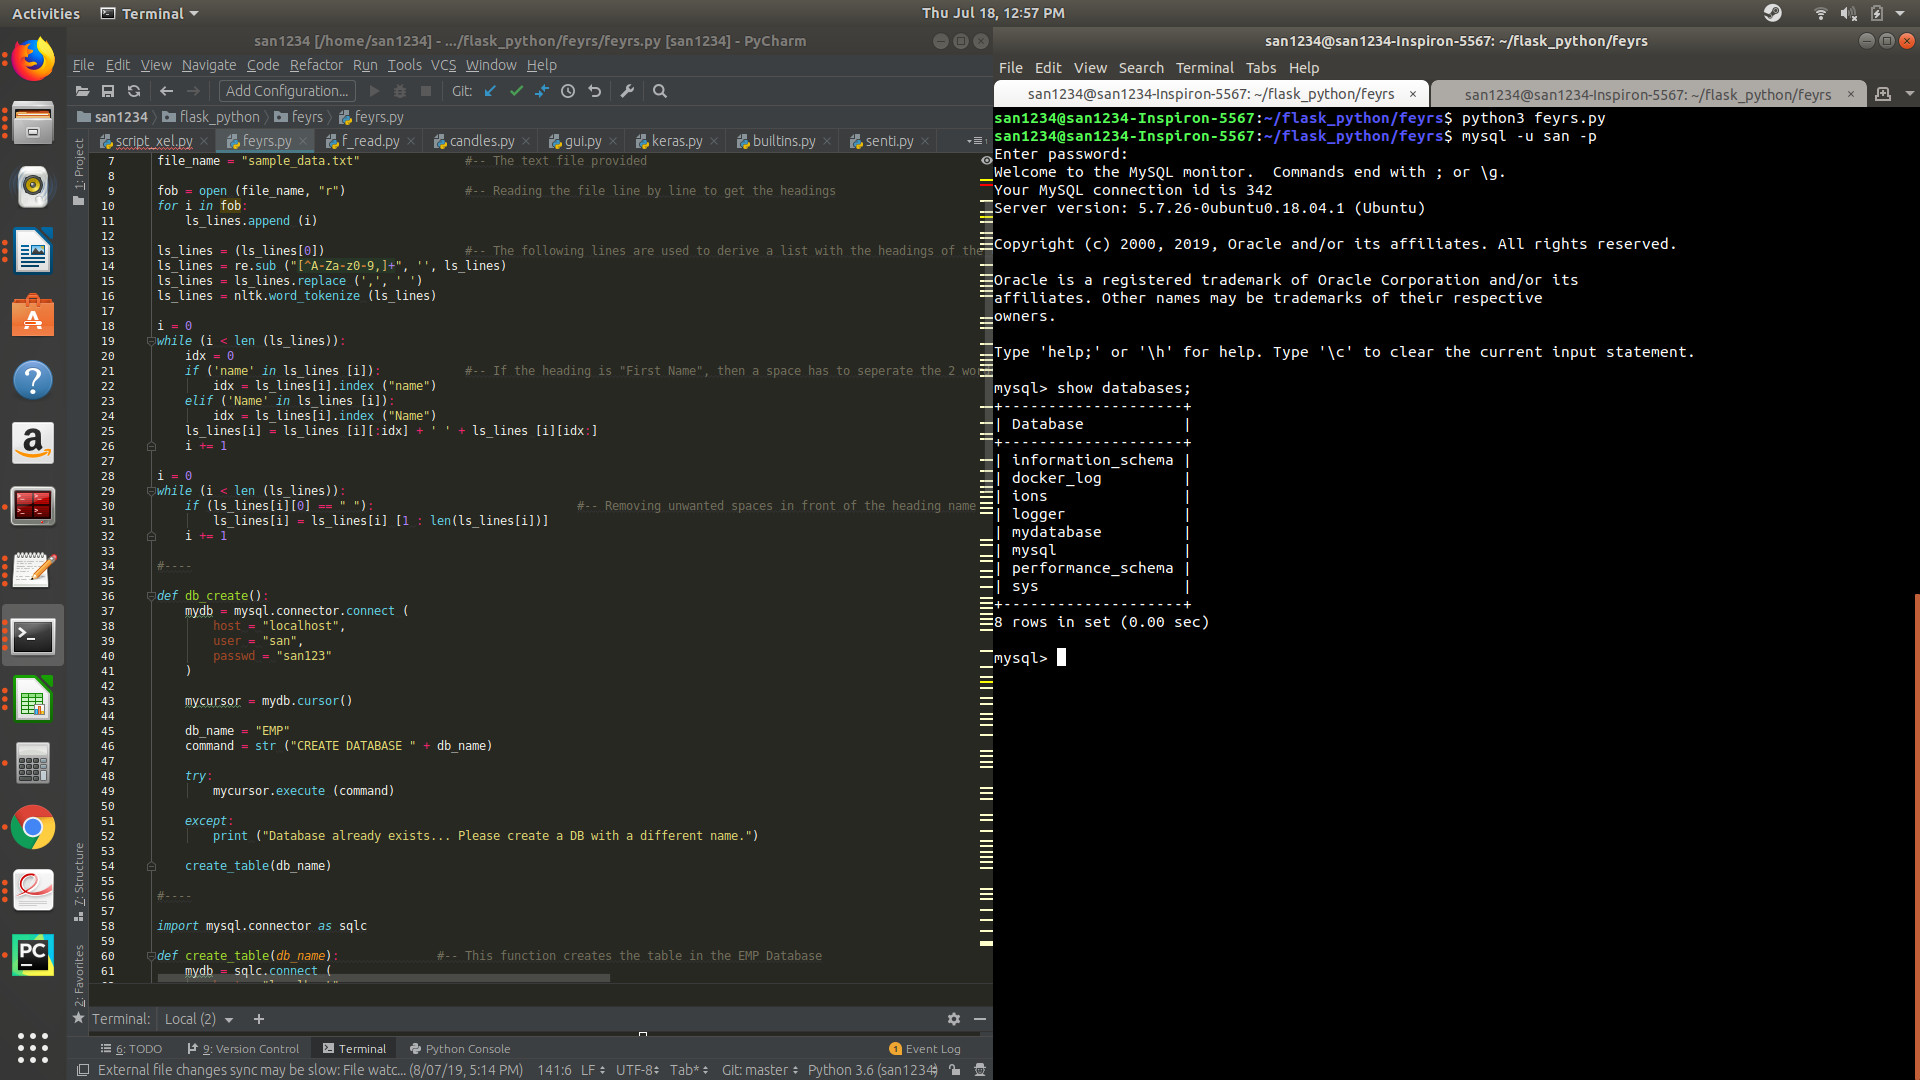 Activities
Terminal
Thu Jul 18, 12:57 PM
san1234 [/home/san1234] - .../flask_python/feyrs/feyrs.py [san1234] - PyCharm
File Edit View Navigate Code Refactor Run Tools VCS Window Help
Add Configuration...
Git:
san1234 flask_python feyrs feyrs.py
script_xel.py feyrs.py f_read.py candles.py gui.py keras.py builtins.py senti.py
1: Project
7 file_name = "sample_data.txt" #-- The text file provided
8
9 fob = open (file_name, "r") #-- Reading the file line by line to get the headings
10 for i in fob:
11 ls_lines.append (i)
12
13 ls_lines = (ls_lines[0]) #-- The following lines are used to derive a list with the headings of the
14 ls_lines = re.sub ("[^A-Za-z0-9,]+", '', ls_lines)
15 ls_lines = ls_lines.replace (',', ' ')
16 ls_lines = nltk.word_tokenize (ls_lines)
17
18 i = 0
19 while (i < len (ls_lines)):
20 idx = 0
21 if ('name' in ls_lines [i]): #-- If the heading is "First Name", then a space has to seperate the 2 wor
22 idx = ls_lines[i].index ("name")
23 elif ('Name' in ls_lines [i]):
24 idx = ls_lines[i].index ("Name")
25 ls_lines[i] = ls_lines [i][:idx] + ' ' + ls_lines [i][idx:]
26 i += 1
27
28 i = 0
29 while (i < len (ls_lines)):
30 if (ls_lines[i][0] == " "): #-- Removing unwanted spaces in front of the heading name
31 ls_lines[i] = ls_lines[i] [1 : len(ls_lines[i])]
32 i += 1
33
34 #----
35
36 def db_create():
37 mydb = mysql.connector.connect (
38 host = "localhost",
39 user = "san",
40 passwd = "san123"
41 )
42
43 mycursor = mydb.cursor()
44
45 db_name = "EMP"
46 command = str ("CREATE DATABASE " + db_name)
47
48 try:
49 mycursor.execute (command)
50
51 except:
52 print ("Database already exists... Please create a DB with a different name.")
53
54 create_table(db_name)
55
56 #----
57
58 import mysql.connector as sqlc
59
60 def create_table(db_name): #-- This function creates the table in the EMP Database
61 mydb = sqlc.connect (
7: Structure
2: Favorites
Terminal: Local (2) +
6: TODO 9: Version Control Terminal Python Console 1 Event Log
External file changes sync may be slow: File watc... (8/07/19, 5:14 PM) 141:6 LF UTF-8 Tab* Git: master Python 3.6 (san1234)
san1234@san1234-Inspiron-5567: ~/flask_python/feyrs
File Edit View Search Terminal Tabs Help
san1234@san1234-Inspiron-5567: ~/flask_python/feyrs × san1234@san1234-Inspiron-5567: ~/flask_python/feyrs ×
san1234@san1234-Inspiron-5567:~/flask_python/feyrs$ python3 feyrs.py
san1234@san1234-Inspiron-5567:~/flask_python/feyrs$ mysql -u san -p
Enter password:
Welcome to the MySQL monitor. Commands end with ; or \g.
Your MySQL connection id is 342
Server version: 5.7.26-0ubuntu0.18.04.1 (Ubuntu)
Copyright (c) 2000, 2019, Oracle and/or its affiliates. All rights reserved.
Oracle is a registered trademark of Oracle Corporation and/or its
affiliates. Other names may be trademarks of their respective
owners.
Type 'help;' or '\h' for help. Type '\c' to clear the current input statement.
mysql> show databases;
+--------------------+
| Database |
+--------------------+
| information_schema |
| docker_log |
| ions |
| logger |
| mydatabase |
| mysql |
| performance_schema |
| sys |
+--------------------+
8 rows in set (0.00 sec)
mysql>